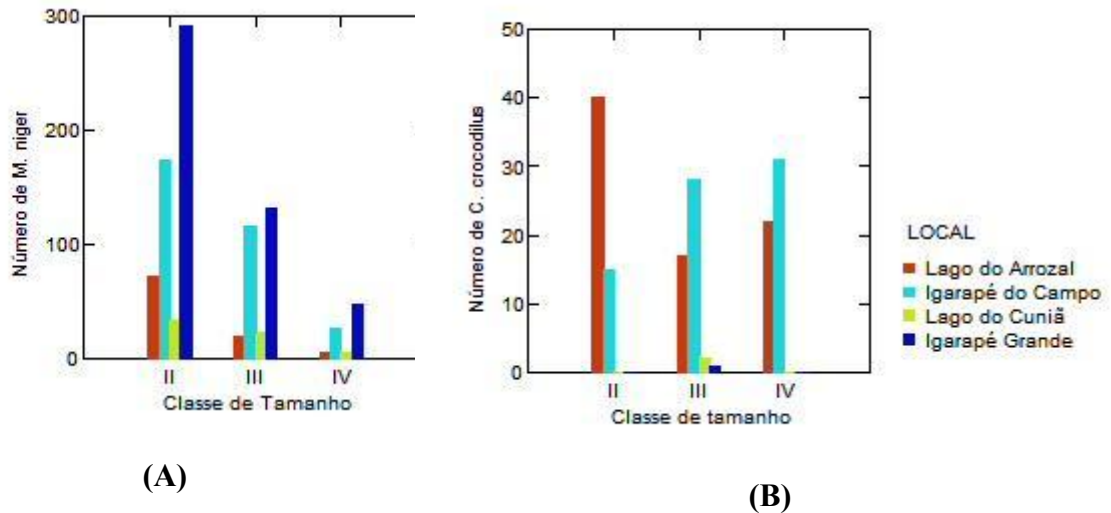 300
200
100
0
Número de M. niger
II III IV
Classe de Tamanho
(A)
50
40
30
20
10
0
Número de C. crocodilus
II III IV
Classe de tamanho
(B)
LOCAL
Lago do Arrozal
Igarapé do Campo
Lago do Cuniã
Igarapé Grande